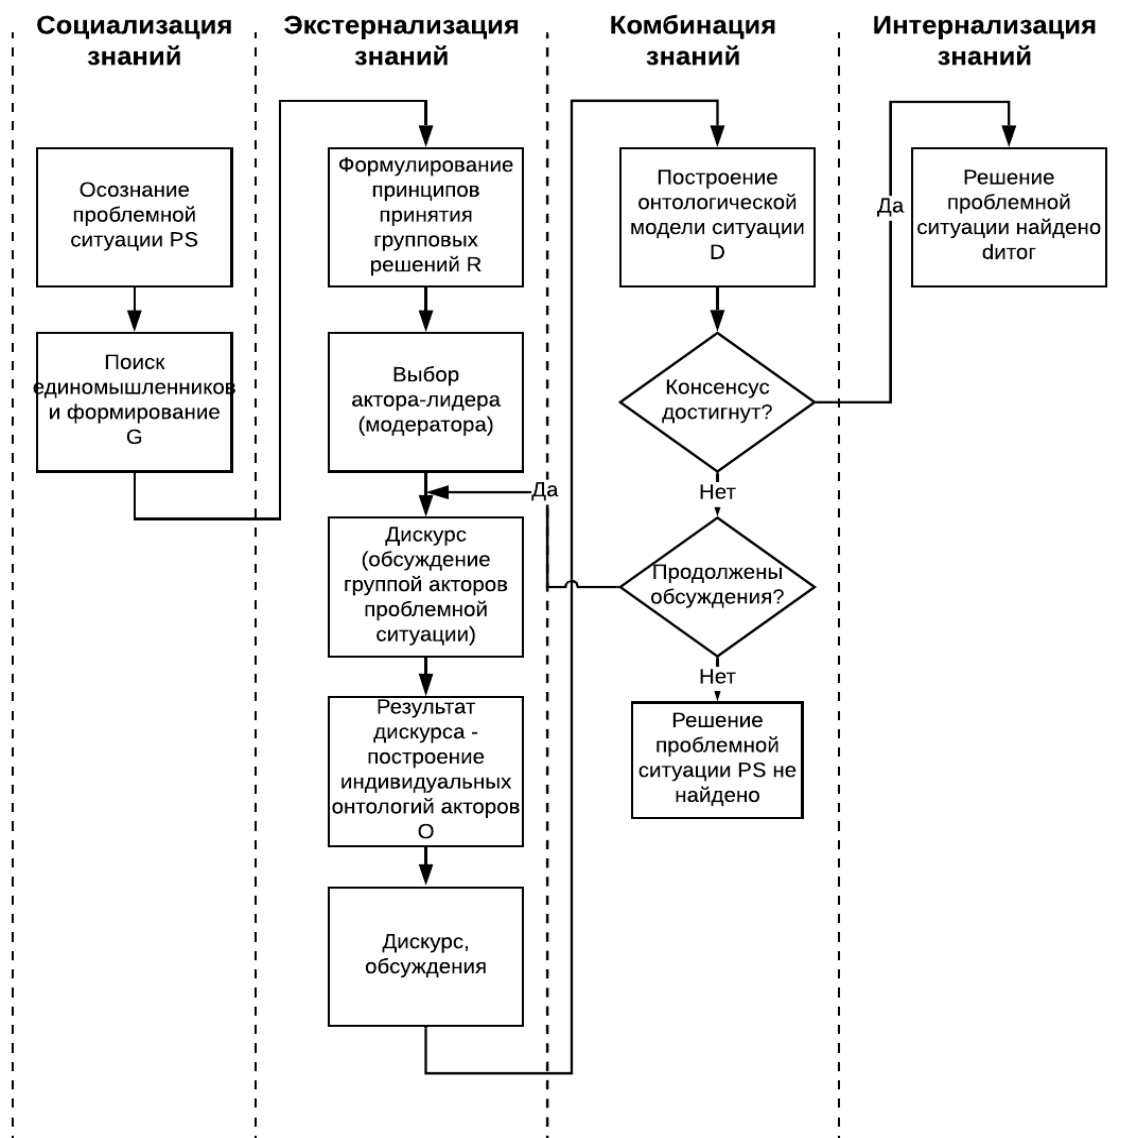 Социализация
знаний
Экстернализация
знаний
Комбинация
знаний
Интернализация
знаний
Осознание
проблемной
ситуации PS
Поиск
единомышленников
и формирование
G
Формулирование
принципов
принятия
групповых
решений R
Выбор
актора-лидера
(модератора)
Дискурс
(обсуждение
группой акторов
проблемной
ситуации)
Результат
дискурса -
построение
индивидуальных
онтологий акторов
O
Дискурс,
обсуждения
Построение
онтологической
модели ситуации
D
Консенсус
достигнут?
Нет
Продолжены
обсуждения?
Да
Нет
Решение
проблемной
ситуации PS не
найдено
Да
Решение
проблемной
ситуации найдено
dитог